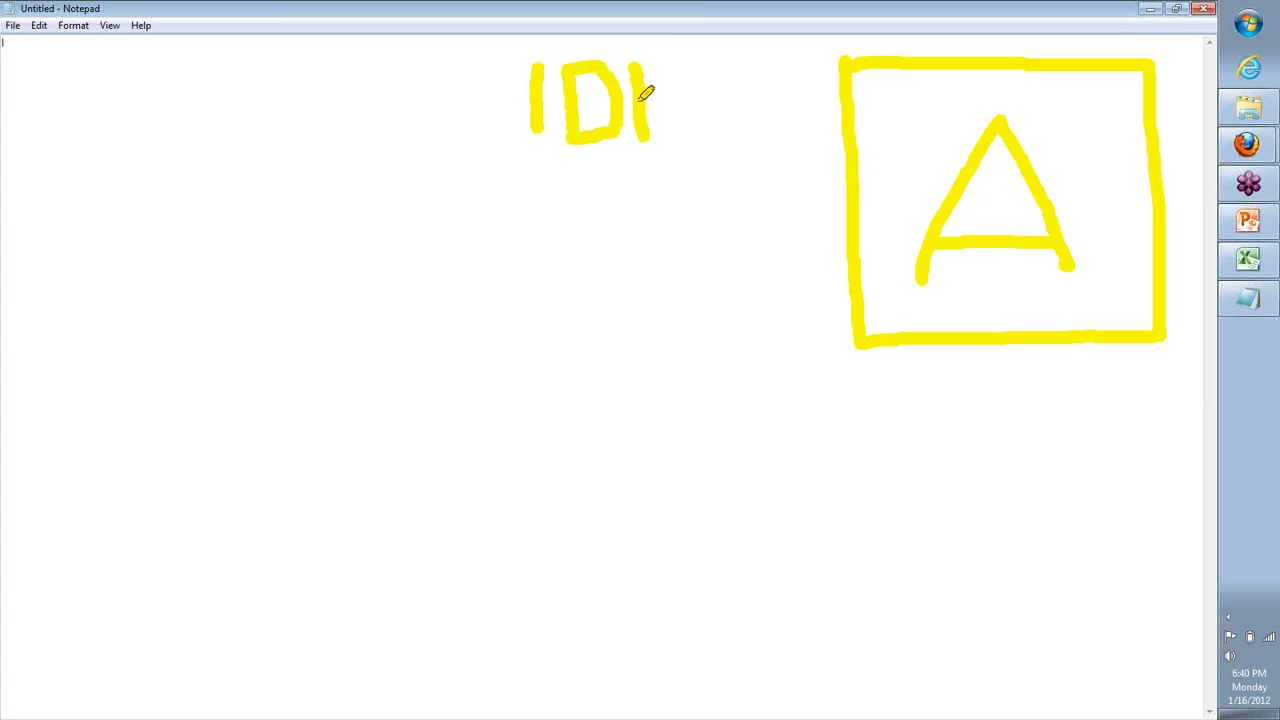 Untitled - Notepad
File Edit Format View Help
IDI
A
6:40 PM
Monday
1/16/2012